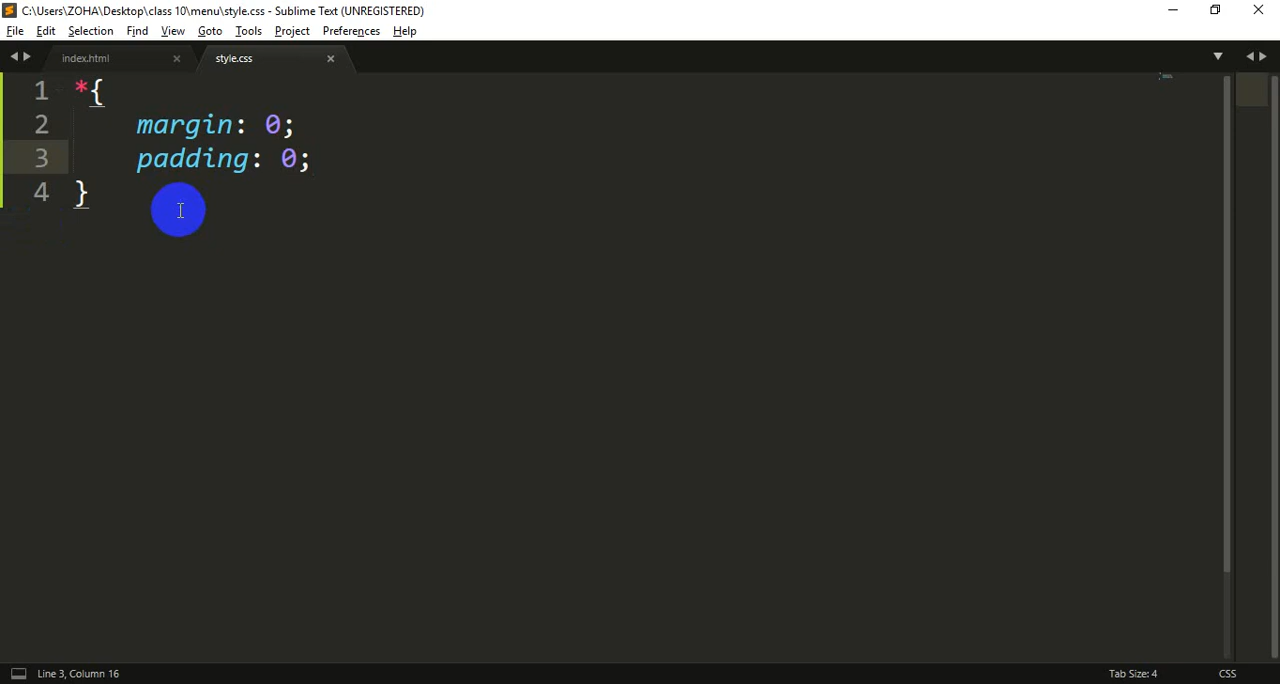 C:\Users\ZOHA\Desktop\class 10\menu\style.css - Sublime Text (UNREGISTERED)
File Edit Selection Find View Goto Tools Project Preferences Help
index.html style.css
1 *{
2 margin: 0;
3 padding: 0;
4 }
Line 3, Column 16 Tab Size: 4 CSS